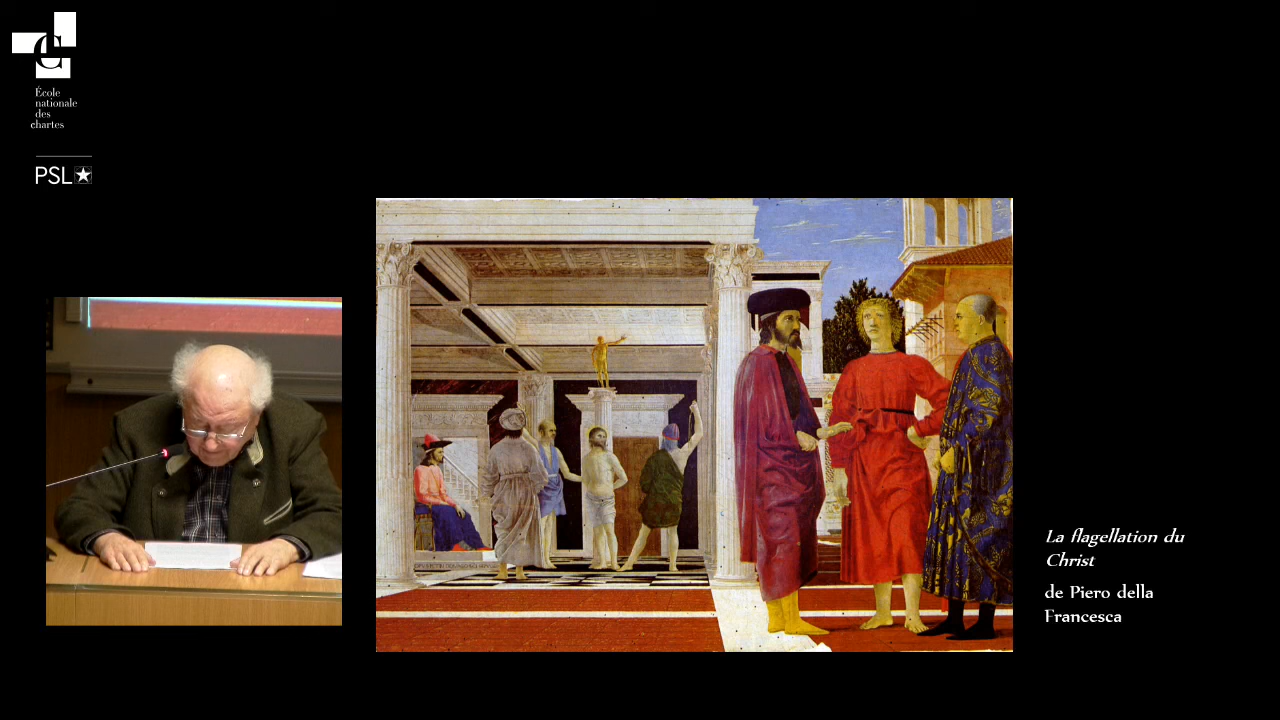 École
nationale
des
chartes
PSL
La flagellation du
Christ
de Piero della
Francesca